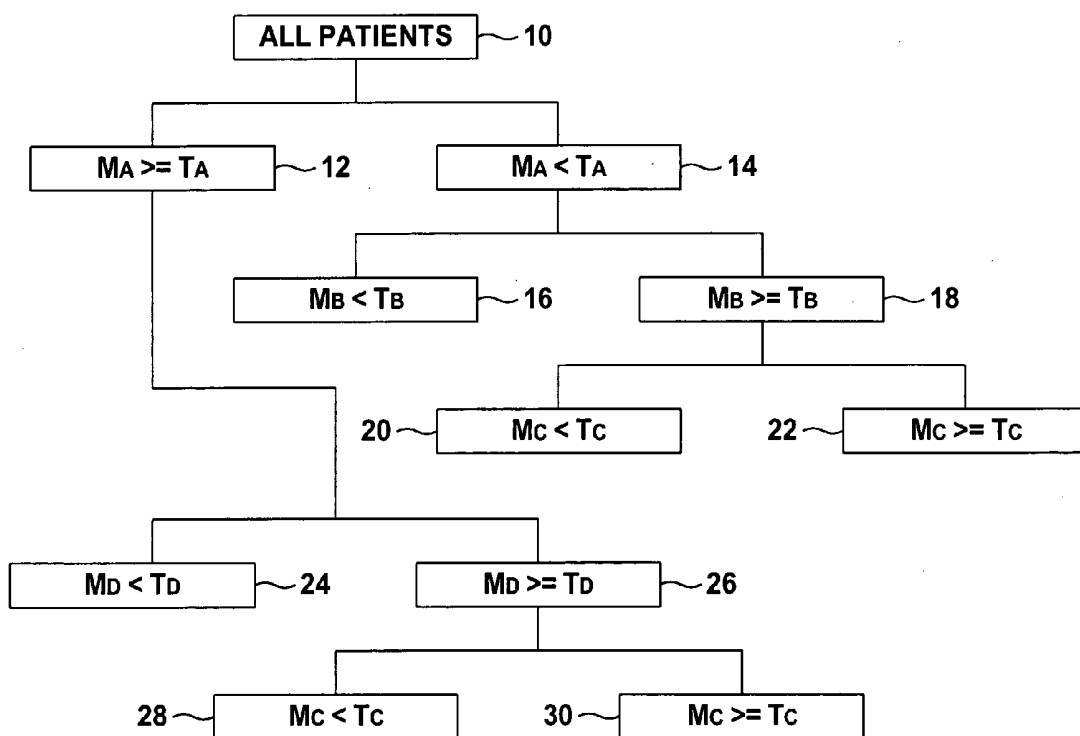 ALL PATIENTS 10
MA >= TA 12
MA < TA 14
MB < TB 16
MB >= TB 18
20 MC < TC
22 MC >= TC
MD < TD 24
MD >= TD 26
28 MC < TC
30 MC >= TC